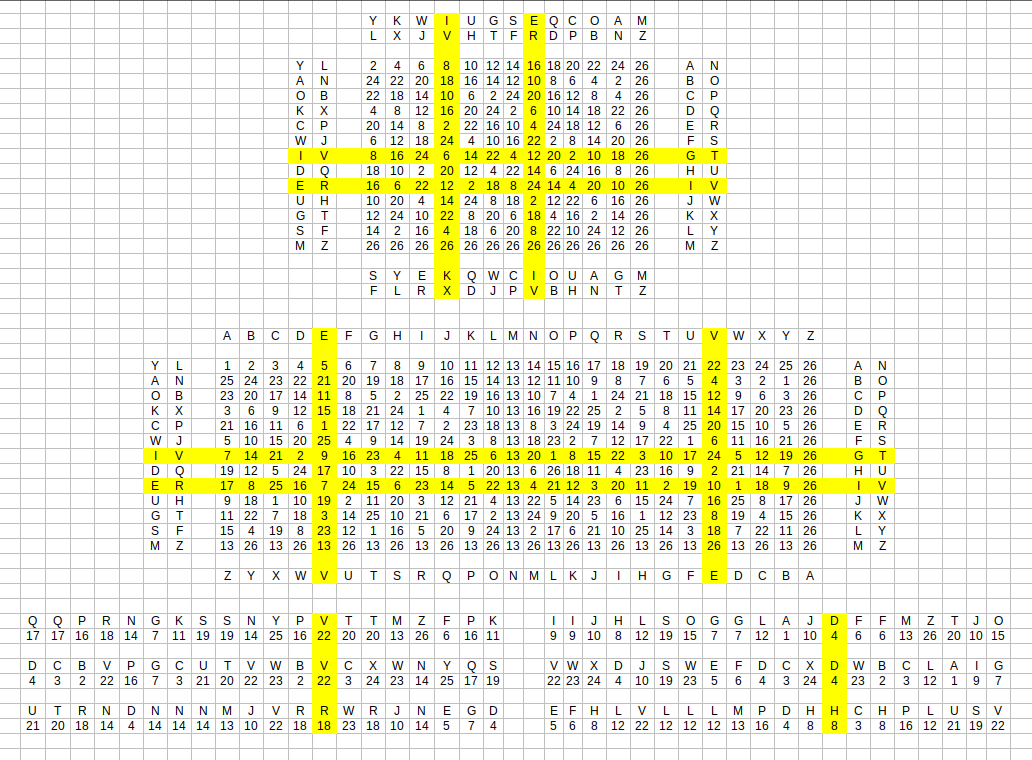 Y K W I U G S E Q C O A M
L X J V H T F R D P B N Z
Y L 2 4 6 8 10 12 14 16 18 20 22 24 26 A N
A N 24 22 20 18 16 14 12 10 8 6 4 2 26 B O
O B 22 18 14 10 6 2 24 20 16 12 8 4 26 C P
K X 4 8 12 16 20 24 2 6 10 14 18 22 26 D Q
C P 20 14 8 2 22 16 10 4 24 18 12 6 26 E R
W J 6 12 18 24 4 10 16 22 2 8 14 20 26 F S
I V 8 16 24 6 14 22 4 12 20 2 10 18 26 G T
D Q 18 10 2 20 12 4 22 14 6 24 16 8 26 H U
E R 16 6 22 12 2 18 8 24 14 4 20 10 26 I V
U H 10 20 4 14 24 8 18 2 12 22 6 16 26 J W
G T 12 24 10 22 8 20 6 18 4 16 2 14 26 K X
S F 14 2 16 4 18 6 20 8 22 10 24 12 26 L Y
M Z 26 26 26 26 26 26 26 26 26 26 26 26 26 M Z
S Y E K Q W C I O U A G M
F L R X D J P V B H N T Z
A B C D E F G H I J K L M N O P Q R S T U V W X Y Z
Y L 1 2 3 4 5 6 7 8 9 10 11 12 13 14 15 16 17 18 19 20 21 22 23 24 25 26 A N
A N 25 24 23 22 21 20 19 18 17 16 15 14 13 12 11 10 9 8 7 6 5 4 3 2 1 26 B O
O B 23 20 17 14 11 8 5 2 25 22 19 16 13 10 7 4 1 24 21 18 15 12 9 6 3 26 C P
K X 3 6 9 12 15 18 21 24 1 4 7 10 13 16 19 22 25 2 5 8 11 14 17 20 23 26 D Q
C P 21 16 11 6 1 22 17 12 7 2 23 18 13 8 3 24 19 14 9 4 25 20 15 10 5 26 E R
W J 5 10 15 20 25 4 9 14 19 24 3 8 13 18 23 2 7 12 17 22 1 6 11 16 21 26 F S
I V 7 14 21 2 9 16 23 4 11 18 25 6 13 20 1 8 15 22 3 10 17 24 5 12 19 26 G T
D Q 19 12 5 24 17 10 3 22 15 8 1 20 13 6 26 18 11 4 23 16 9 2 21 14 7 26 H U
E R 17 8 25 16 7 24 15 6 23 14 5 22 13 4 21 12 3 20 11 2 19 10 1 18 9 26 I V
U H 9 18 1 10 19 2 11 20 3 12 21 4 13 22 5 14 23 6 15 24 7 16 25 8 17 26 J W
G T 11 22 7 18 3 14 25 10 21 6 17 2 13 24 9 20 5 16 1 12 23 8 19 4 15 26 K X
S F 15 4 19 8 23 12 1 16 5 20 9 24 13 2 17 6 21 10 25 14 3 18 7 22 11 26 L Y
M Z 13 26 13 26 13 26 13 26 13 26 13 26 13 26 13 26 13 26 13 26 13 26 13 26 13 26 M Z
Z Y X W V U T S R Q P O N M L K J I H G F E D C B A
Q Q P R N G K S S N Y P V T T M Z F P K I I J H L S O G G L A J D F F M Z T J O
17 17 16 18 14 7 11 19 19 14 25 16 22 20 20 13 26 6 16 11 9 9 10 8 12 19 15 7 7 12 1 10 4 6 6 13 26 20 10 15
D C B V P G C U T V W B V C X W N Y Q S V W X D J S W E F D C X D W B C L A I G
4 3 2 22 16 7 3 21 20 22 23 2 22 3 24 23 14 25 17 19 22 23 24 4 10 19 23 5 6 4 3 24 4 23 2 3 12 1 9 7
U T R N D N N N M J V R R W R J N E G D E F H L V L L L M P D H H C H P L U S V
21 20 18 14 4 14 14 14 13 10 22 18 18 23 18 10 14 5 7 4 5 6 8 12 22 12 12 12 13 16 4 8 8 3 8 16 12 21 19 22